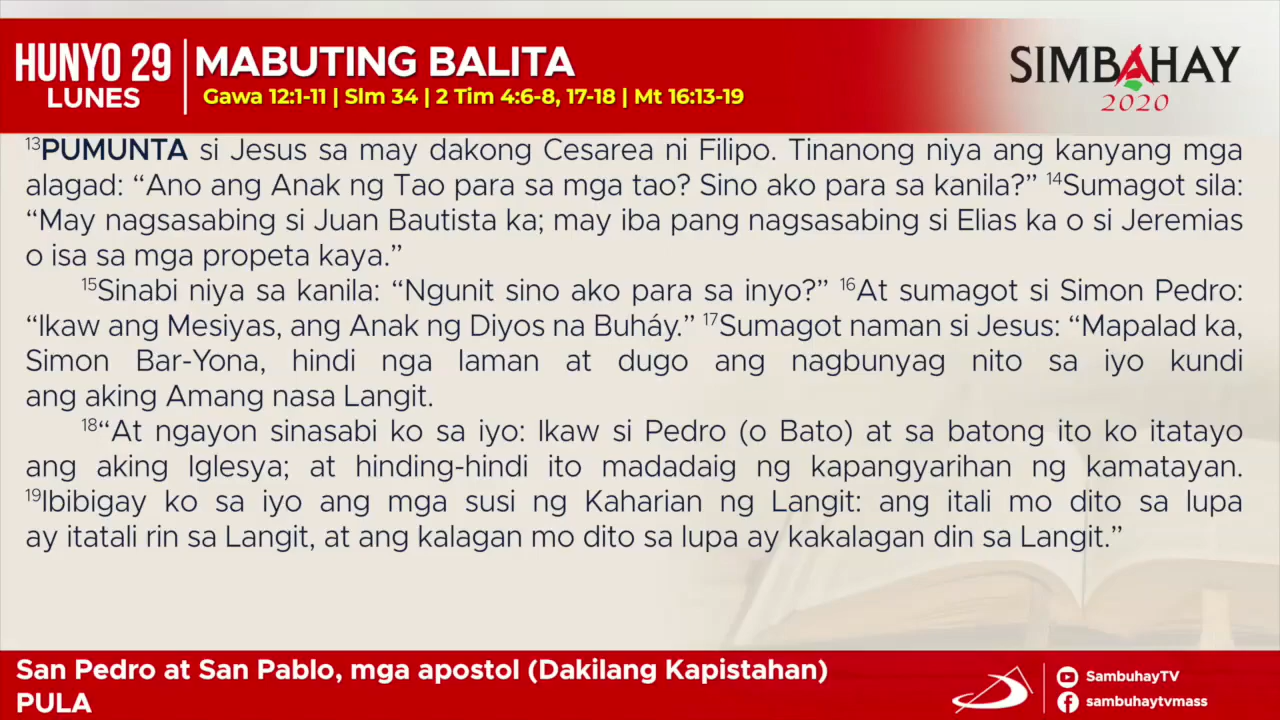 HUNYO 29
LUNES
MABUTING BALITA
Gawa 12:1-11 | Slm 34 | 2 Tim 4:6-8, 17-18 | Mt 16:13-19
SIMBAHAY
2020
¹³PUMUNTA si Jesus sa may dakong Cesarea ni Filipo. Tinanong niya ang kanyang mga
alagad: “Ano ang Anak ng Tao para sa mga tao? Sino ako para sa kanila?” ¹⁴Sumagot sila:
“May nagsasabing si Juan Bautista ka; may iba pang nagsasabing si Elias ka o si Jeremias
o isa sa mga propeta kaya.”
¹⁵Sinabi niya sa kanila: “Ngunit sino ako para sa inyo?” ¹⁶At sumagot si Simon Pedro:
“Ikaw ang Mesiyas, ang Anak ng Diyos na Buháy.” ¹⁷Sumagot naman si Jesus: “Mapalad ka,
Simon Bar-Yona, hindi nga laman at dugo ang nagbunyag nito sa iyo kundi
ang aking Amang nasa Langit.
¹⁸“At ngayon sinasabi ko sa iyo: Ikaw si Pedro (o Bato) at sa batong ito ko itatayo
ang aking Iglesya; at hinding-hindi ito madadaig ng kapangyarihan ng kamatayan.
¹⁹Ibibigay ko sa iyo ang mga susi ng Kaharian ng Langit: ang itali mo dito sa lupa
ay itatali rin sa Langit, at ang kalagan mo dito sa lupa ay kakalagan din sa Langit.”
San Pedro at San Pablo, mga apostol (Dakilang Kapistahan)
PULA
SambuhayTV
sambuhaytvmass